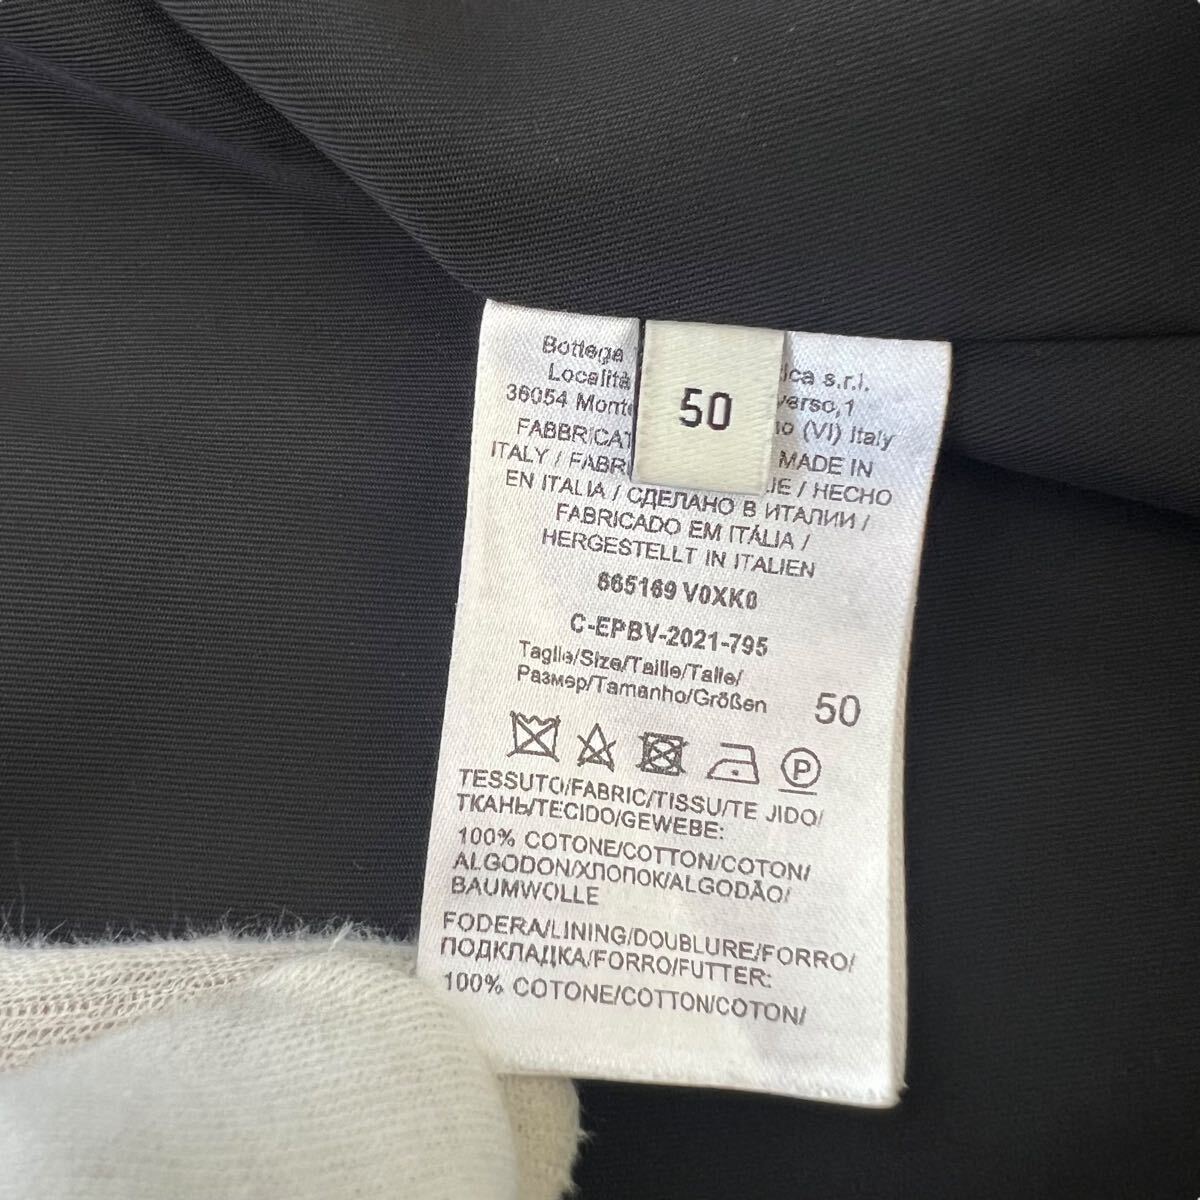 Bottega ica s.r.l.
Località verso,1
36054 Monte no (VI) Italy
FABBRICAT MADE IN
ITALY / FABRI IE / HECHO
EN ITALIA / СДЕЛАНО В ИТАЛИИ /
FABRICADO EM ITÁLIA /
HERGESTELLT IN ITALIEN
50
665169 V0XK0
C-EPBV-2021-795
Taglie/Size/Taille/Talle/
Размер/Tamanho/Größen 50
P
TESSUTO/FABRIC/TISSU/TE JIDO/
ТКАНЬ/TECIDO/GEWEBE:
100% COTONE/COTTON/COTON/
ALGODON/ХЛОПОК/ALGODÃO/
BAUMWOLLE
FODERA/LINING/DOUBLURE/FORRO/
ПОДКЛАДКА/FORRO/FUTTER:
100% COTONE/COTTON/COTON/